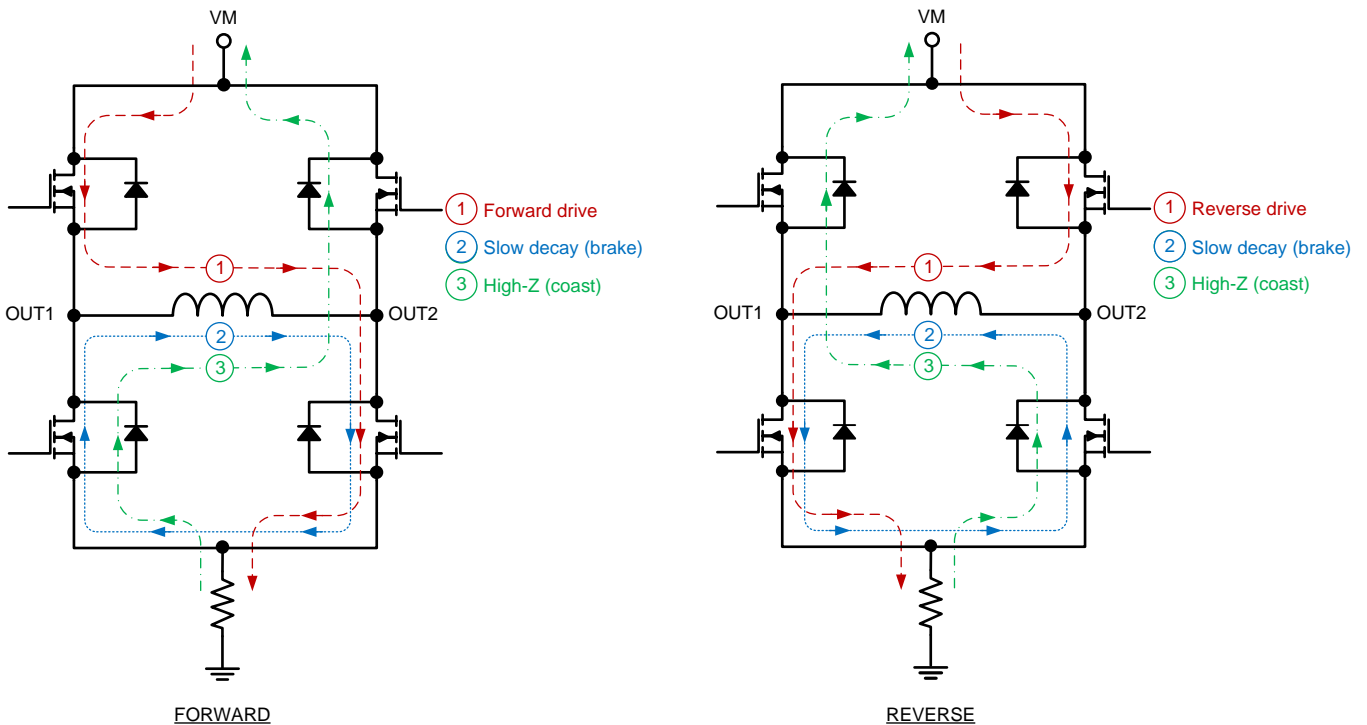 VM
1 Forward drive
2 Slow decay (brake)
3 High-Z (coast)
1
OUT1
OUT2
2
3
FORWARD
VM
1 Reverse drive
2 Slow decay (brake)
3 High-Z (coast)
1
OUT1
OUT2
2
3
REVERSE